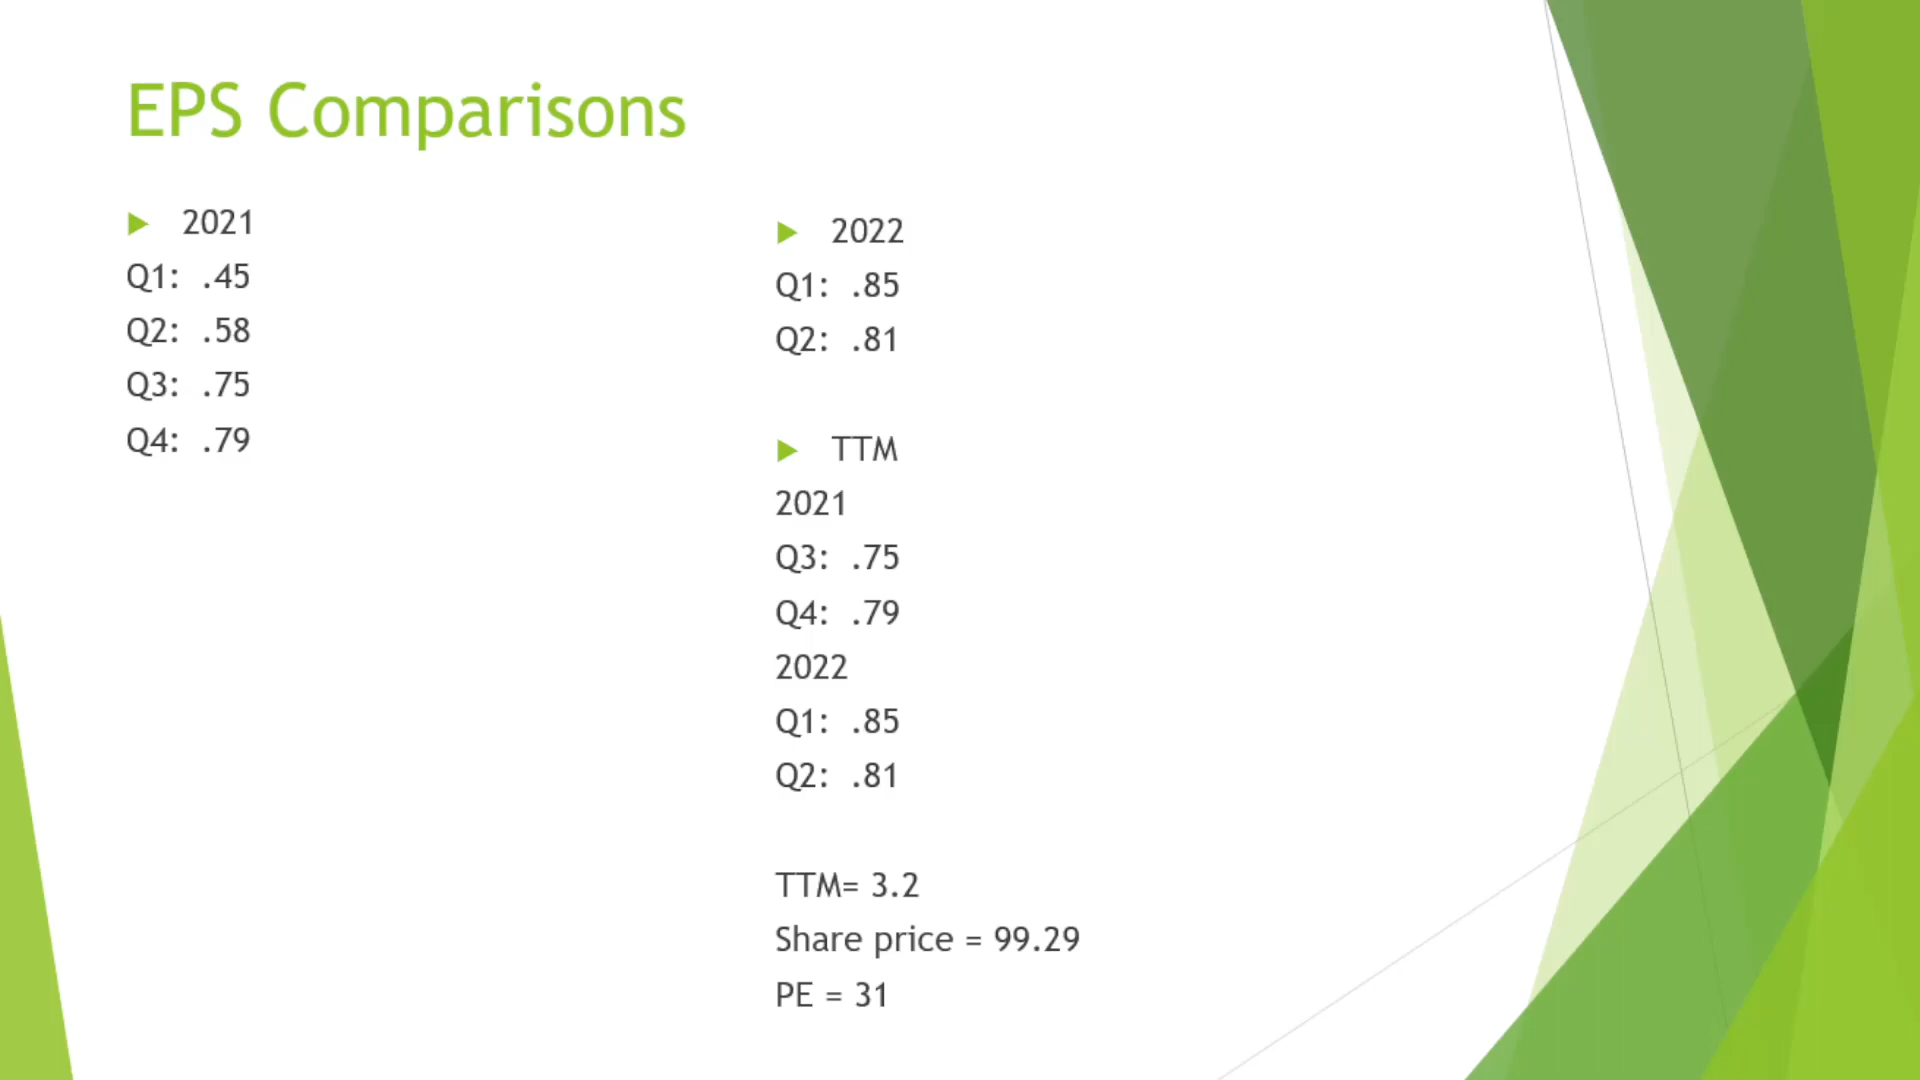 EPS Comparisons
2021
Q1: .45
Q2: .58
Q3: .75
Q4: .79
2022
Q1: .85
Q2: .81
TTM
2021
Q3: .75
Q4: .79
2022
Q1: .85
Q2: .81
TTM= 3.2
Share price = 99.29
PE = 31